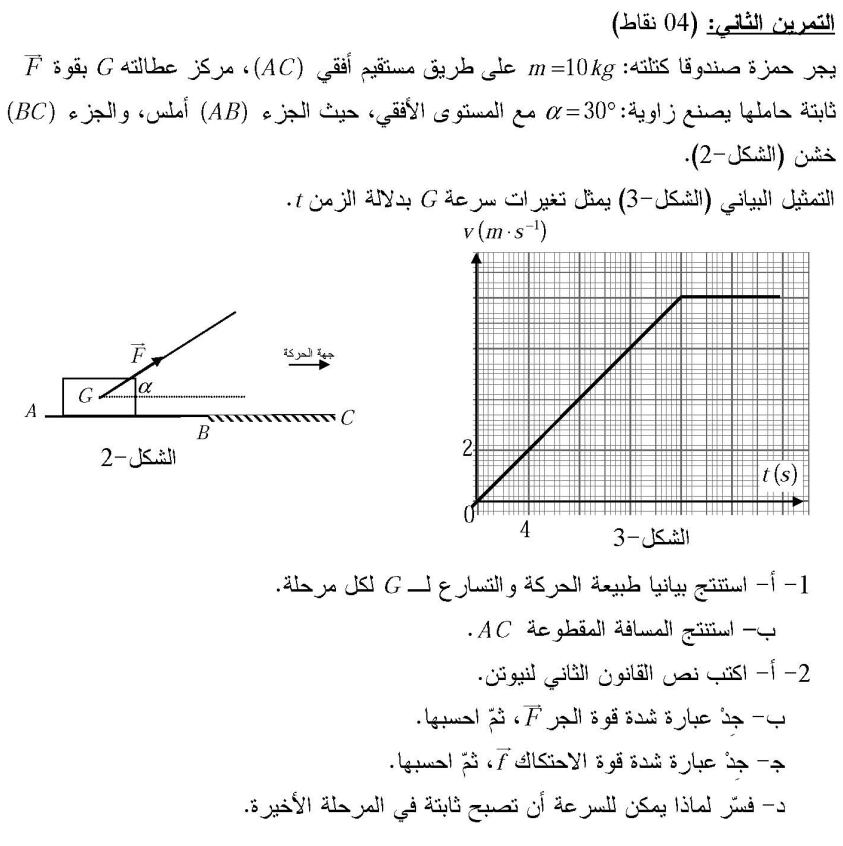 التمرين الثاني: (04 نقاط)
يجر حمزة صندوقا كتلته: m=10kg على طريق مستقيم أفقي (AC)، مركز عطالته G بقوة F⃗
ثابتة حاملها يصنع زاوية: α=30° مع المستوى الأفقي، حيث الجزء (AB) أملس، والجزء (BC)
خشن (الشكل-2).
التمثيل البياني (الشكل-3) يمثل تغيرات سرعة G بدلالة الزمن t.
v(m·s⁻¹)
جهة الحركة
F⃗
G
α
A
B
C
الشكل-2
2
t(s)
0
4
الشكل-3
1- أ- استنتج بيانيا طبيعة الحركة والتسارع لـ G لكل مرحلة.
ب- استنتج المسافة المقطوعة AC.
2- أ- اكتب نص القانون الثاني لنيوتن.
ب- جِدْ عبارة شدة قوة الجر F⃗، ثمّ احسبها.
ج- جِدْ عبارة شدة قوة الاحتكاك f⃗، ثمّ احسبها.
د- فسّر لماذا يمكن للسرعة أن تصبح ثابتة في المرحلة الأخيرة.